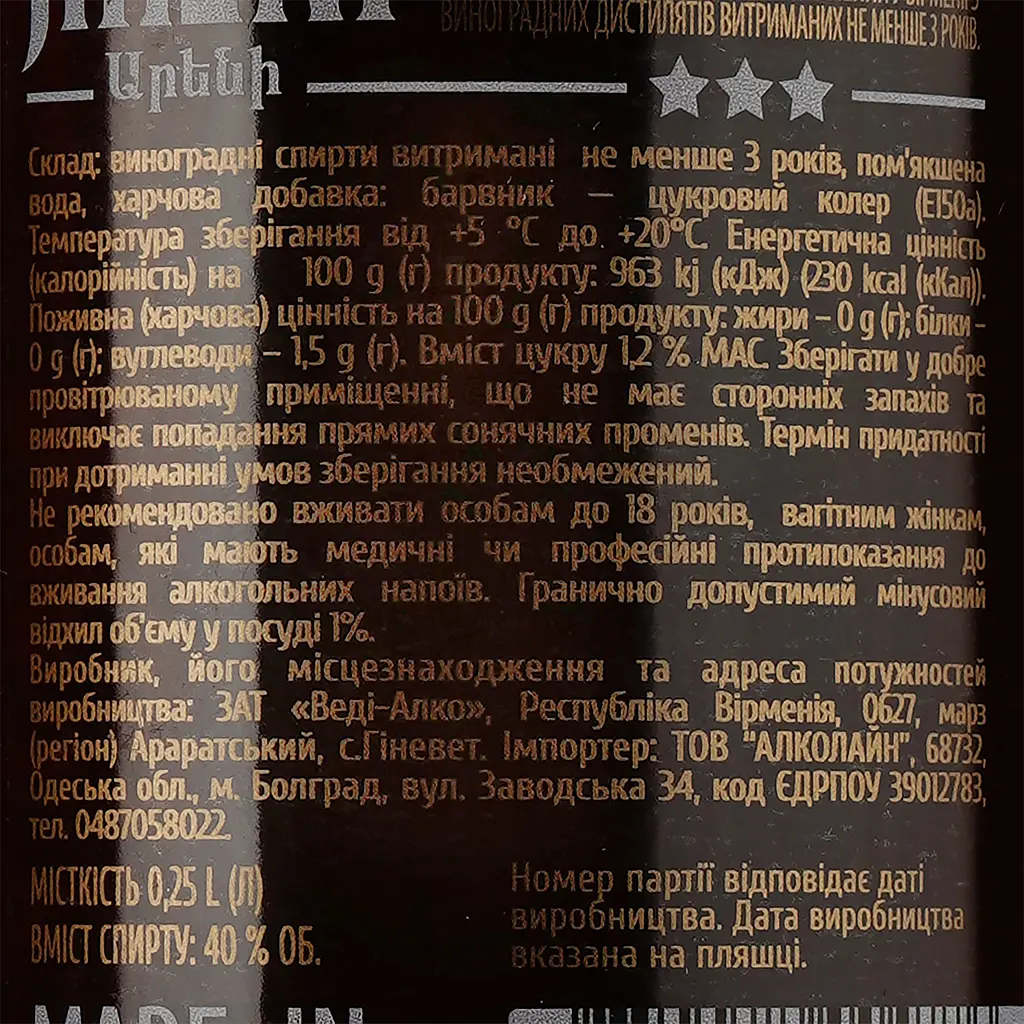 ВИНОГРАДНИХ ДИСТИЛЯТІВ ВИТРИМАНИХ НЕ МЕНШЕ 3 РОКІВ.
Արենի
Склад: виноградні спирти витримані не менше 3 років, пом'якшена
вода, харчова добавка: барвник – цукровий колер (Е150а).
Температура зберігання від +5 °С до +20°С. Енергетична цінність
(калорійність) на 100 g (г) продукту: 963 kj (кДж) (230 kcal (кКал)).
Поживна (харчова) цінність на 100 g (г) продукту: жири – 0 g (г); білки –
0 g (г); вуглеводи – 1,5 g (г). Вміст цукру 1,2 % МАС. Зберігати у добре
провітрюваному приміщенні, що не має сторонніх запахів та
виключає попадання прямих сонячних променів. Термін придатності
при дотриманні умов зберігання необмежений.
Не рекомендовано вживати особам до 18 років, вагітним жінкам,
особам, які мають медичні чи професійні протипоказання до
вживання алкогольних напоїв. Гранично допустимий мінусовий
відхил об'єму у посуді 1%.
Виробник, його місцезнаходження та адреса потужностей
виробництва: ЗАТ «Веді-Алко», Республіка Вірменія, 0627, марз
(регіон) Араратський, с.Гіневет. Імпортер: ТОВ "АЛКОЛАЙН", 68732,
Одеська обл., м. Болград, вул. Заводська 34, код ЄДРПОУ 39012783,
тел. 0487058022.
МІСТКІСТЬ 0,25 L (Л)
ВМІСТ СПИРТУ: 40 % ОБ.
Номер партії відповідає даті
виробництва. Дата виробництва
вказана на пляшці.
MADE IN